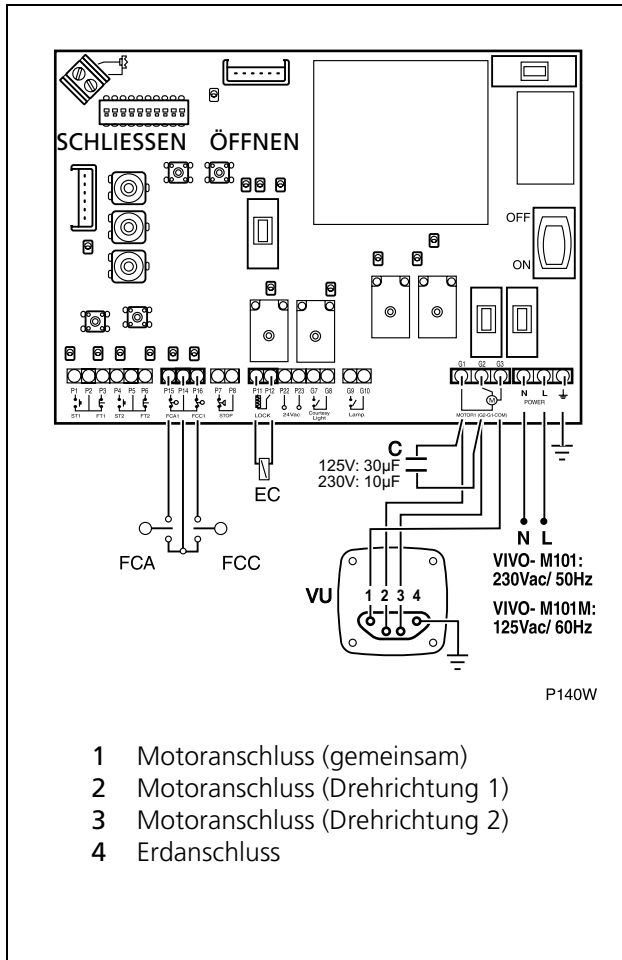 SCHLIESSEN ÖFFNEN
OFF
ON
P1 P2 P3 P4 P5 P6 P15 P14 P16 P7 P8 P11 P12 P22 P23 G7 G8 G9 G10
G1 G2 G3
ST1 FT1 ST2 FT2 FCA1 FCC1 STOP LOCK 24Vac Courtesy Light Lamp.
M
MOTOR1 (G2-G1-COM)
N L
POWER
C
125V: 30µF
230V: 10µF
EC
FCA FCC
N L
VIVO- M101:
230Vac/ 50Hz
VIVO- M101M:
125Vac/ 60Hz
VU
1 2 3 4
P140W
1 Motoranschluss (gemeinsam)
2 Motoranschluss (Drehrichtung 1)
3 Motoranschluss (Drehrichtung 2)
4 Erdanschluss